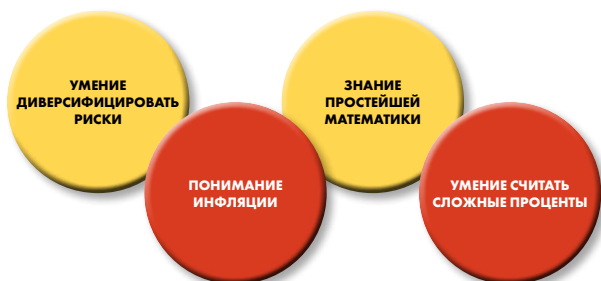 УМЕНИЕ
ДИВЕРСИФИЦИРОВАТЬ
РИСКИ
ПОНИМАНИЕ
ИНФЛЯЦИИ
ЗНАНИЕ
ПРОСТЕЙШЕЙ
МАТЕМАТИКИ
УМЕНИЕ СЧИТАТЬ
СЛОЖНЫЕ ПРОЦЕНТЫ